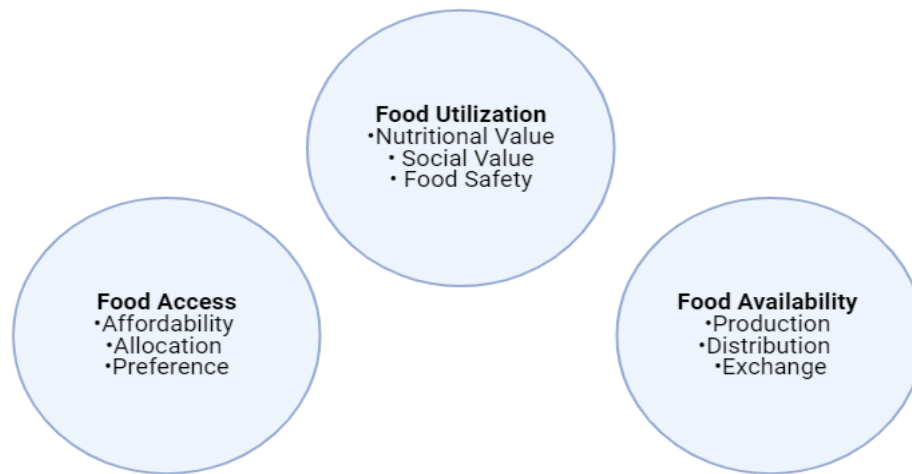 Food Utilization
•Nutritional Value
• Social Value
• Food Safety
Food Access
•Affordability
•Allocation
•Preference
Food Availability
•Production
•Distribution
•Exchange